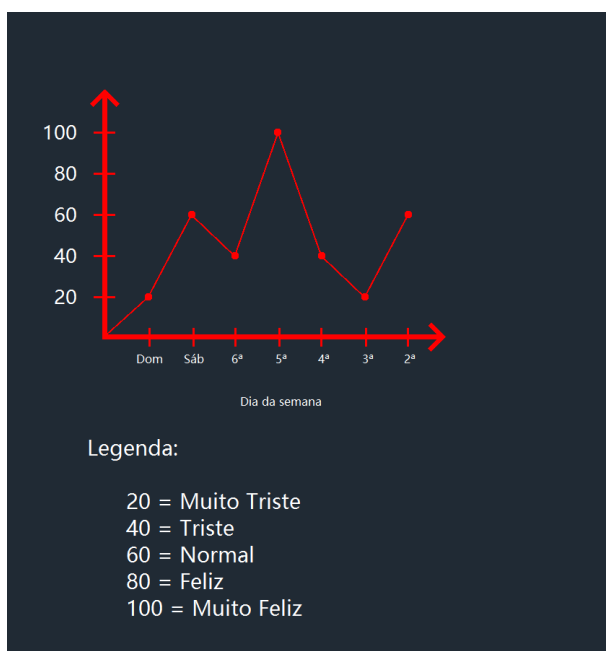 100
80
60
40
20
Dom Sáb 6ª 5ª 4ª 3ª 2ª
Dia da semana
Legenda:
20 = Muito Triste
40 = Triste
60 = Normal
80 = Feliz
100 = Muito Feliz